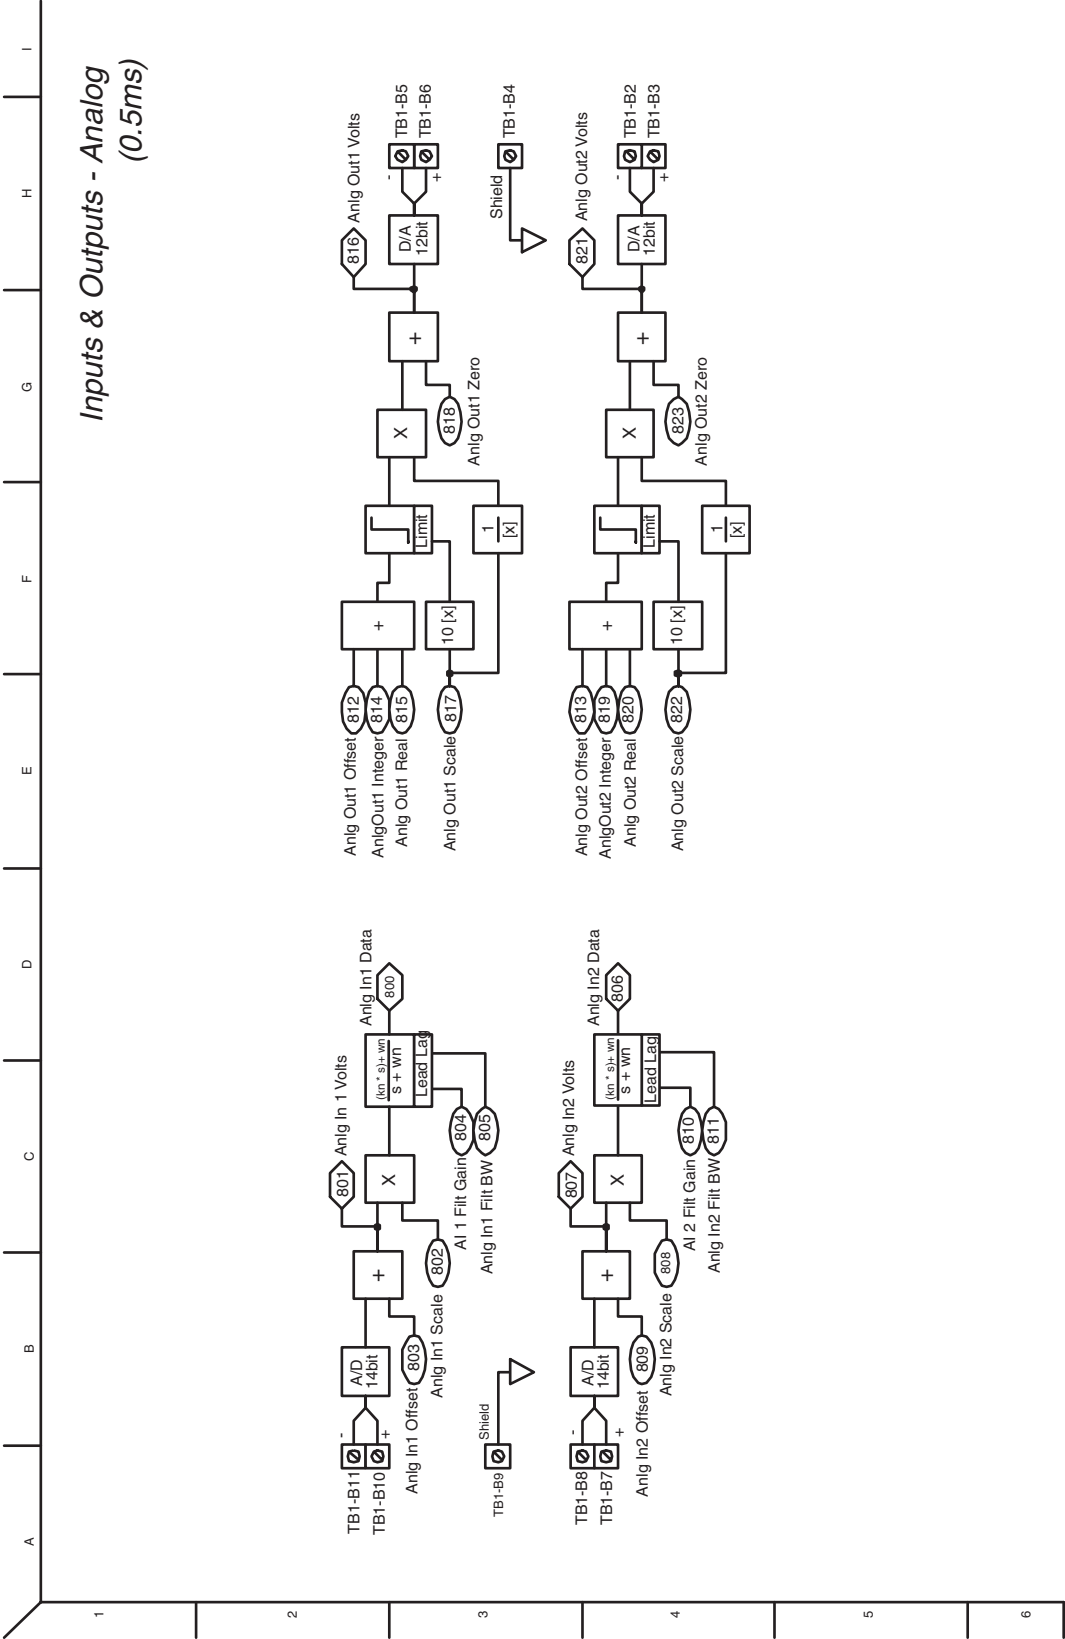 Inputs & Outputs - Analog
(0.5ms)
A
B
C
D
E
F
G
H
I
1
2
3
4
5
6
TB1-B11
TB1-B10
-
+
A/D
14bit
803
Anlg In1 Offset
+
802
Anlg In1 Scale
801
Anlg In 1 Volts
X
(kn * s)+ wn
s + wn
Lead Lag
804
AI 1 Filt Gain
805
Anlg In1 Filt BW
Anlg In1 Data
800
TB1-B9
Shield
TB1-B8
TB1-B7
-
+
A/D
14bit
809
Anlg In2 Offset
+
808
Anlg In2 Scale
807
Anlg In2 Volts
X
(kn * s)+ wn
s + wn
Lead Lag
810
AI 2 Filt Gain
811
Anlg In2 Filt BW
Anlg In2 Data
806
Anlg Out1 Offset
812
AnlgOut1 Integer
814
Anlg Out1 Real
815
Anlg Out1 Scale
817
+
10 [x]
Limit
1
[x]
X
818
Anlg Out1 Zero
+
816
Anlg Out1 Volts
D/A
12bit
-
+
TB1-B5
TB1-B6
Shield
TB1-B4
Anlg Out2 Offset
813
AnlgOut2 Integer
819
Anlg Out2 Real
820
Anlg Out2 Scale
822
+
10 [x]
Limit
1
[x]
X
823
Anlg Out2 Zero
+
821
Anlg Out2 Volts
D/A
12bit
-
+
TB1-B2
TB1-B3